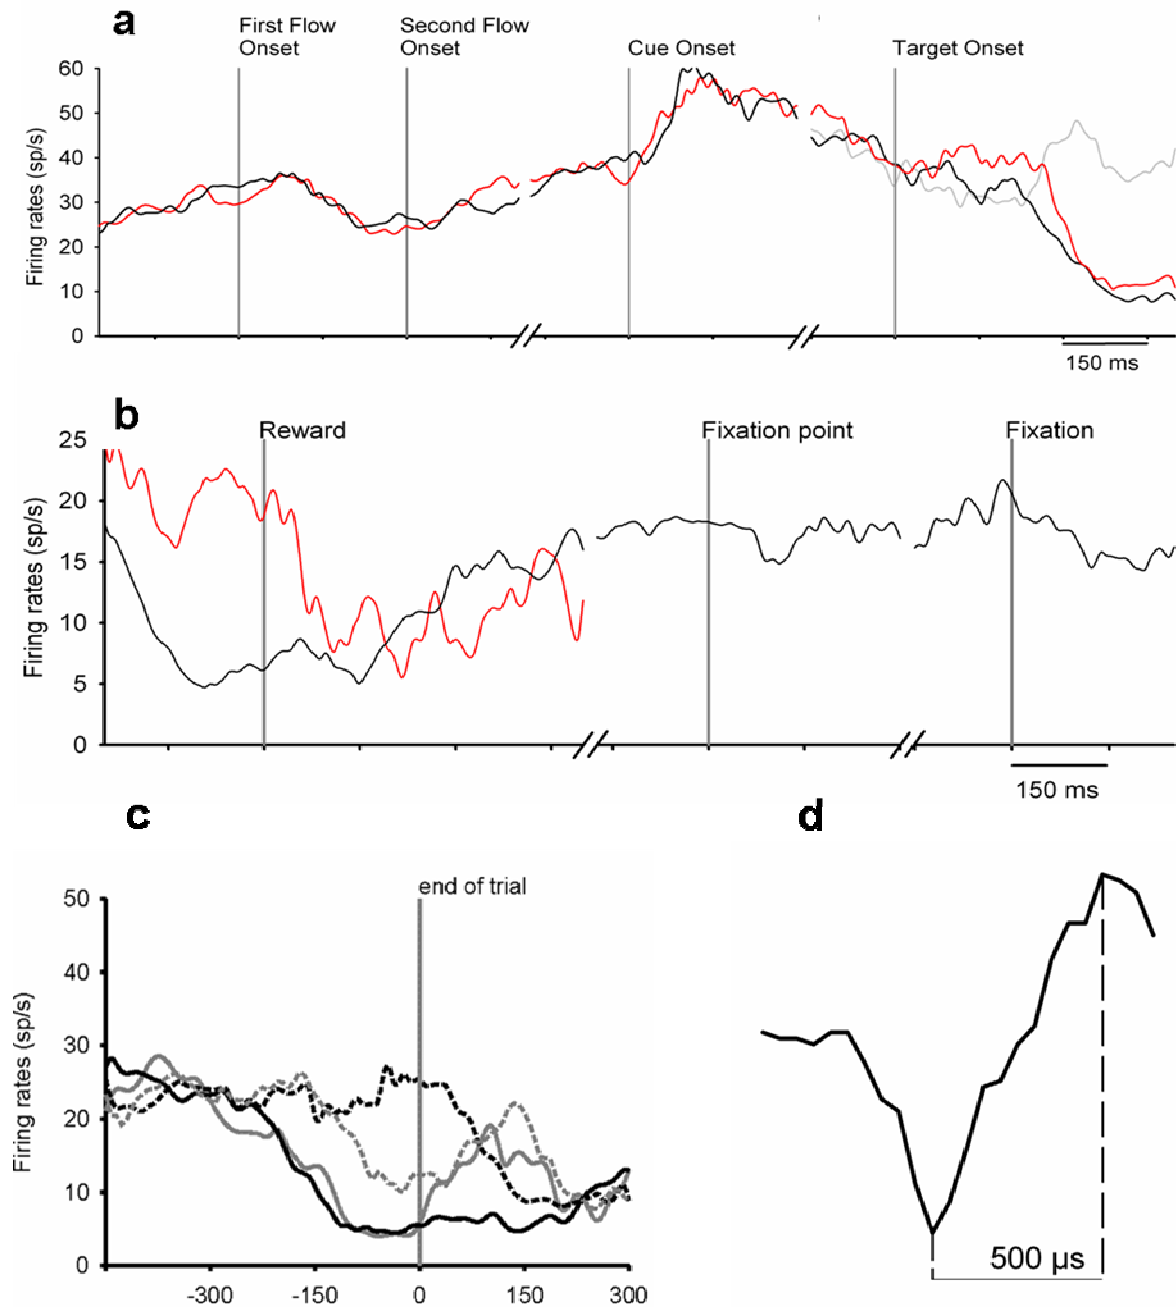 a
First Flow
Onset
Second Flow
Onset
Cue Onset
Target Onset
Firing rates (sp/s)
60
50
40
30
20
10
0
150 ms
b
Reward
Fixation point
Fixation
Firing rates (sp/s)
25
20
15
10
5
0
150 ms
c
end of trial
Firing rates (sp/s)
50
40
30
20
10
0
-300 -150 0 150 300
d
500 µs